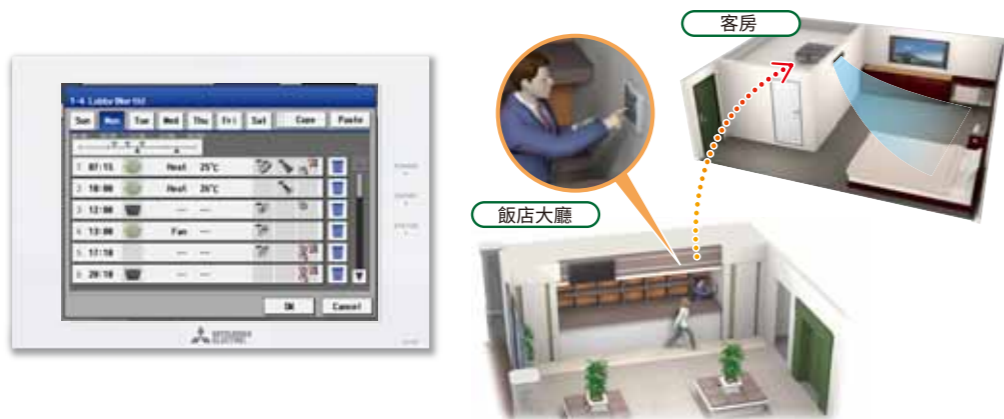 1-4 Lobby(North)
Sun Mon Tue Wed Thu Fri Sat Copy Paste
1 07:15 Heat 25℃
2 10:00 Heat 26℃
3 12:00 -- --
4 13:00 Fan --
5 17:10 -- --
6 20:10 -- --
OK Cancel
MITSUBISHI
ELECTRIC
客房
飯店大廳